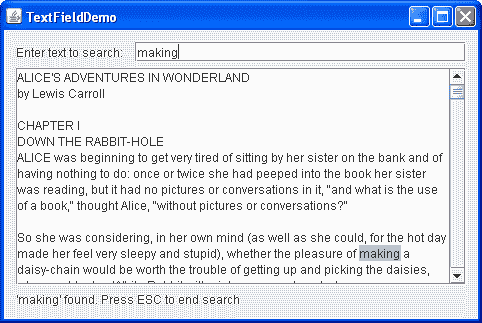 TextFieldDemo
Enter text to search: making
ALICE'S ADVENTURES IN WONDERLAND
by Lewis Carroll
CHAPTER I
DOWN THE RABBIT-HOLE
ALICE was beginning to get very tired of sitting by her sister on the bank and of
having nothing to do: once or twice she had peeped into the book her sister
was reading, but it had no pictures or conversations in it, "and what is the use
of a book," thought Alice, "without pictures or conversations?"
So she was considering, in her own mind (as well as she could, for the hot day
made her feel very sleepy and stupid), whether the pleasure of making a
daisy-chain would be worth the trouble of getting up and picking the daisies,
'making' found. Press ESC to end search